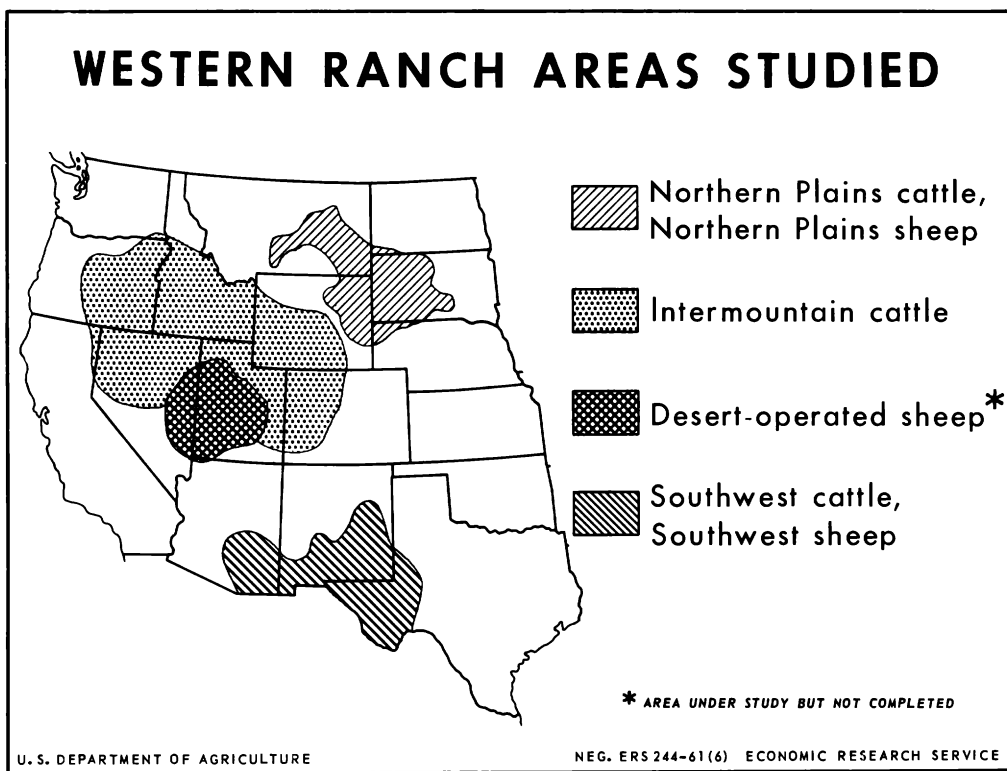 WESTERN RANCH AREAS STUDIED
Northern Plains cattle,
Northern Plains sheep
Intermountain cattle
Desert-operated sheep*
Southwest cattle,
Southwest sheep
* AREA UNDER STUDY BUT NOT COMPLETED
U. S. DEPARTMENT OF AGRICULTURE
NEG. ERS 244-61(6) ECONOMIC RESEARCH SERVICE